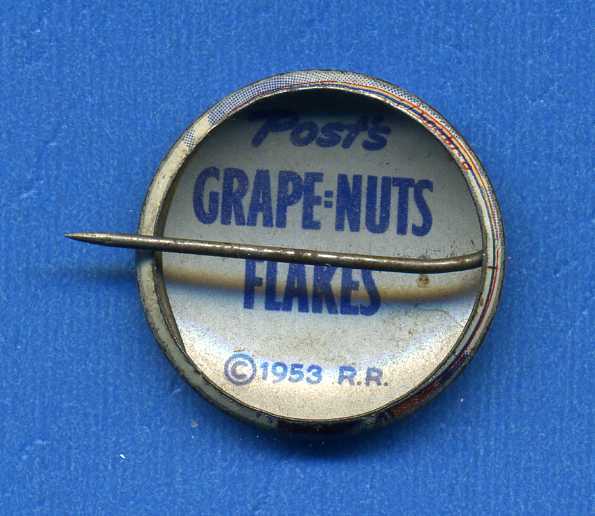 Post's
GRAPE=NUTS
FLAKES
©1953 R.R.